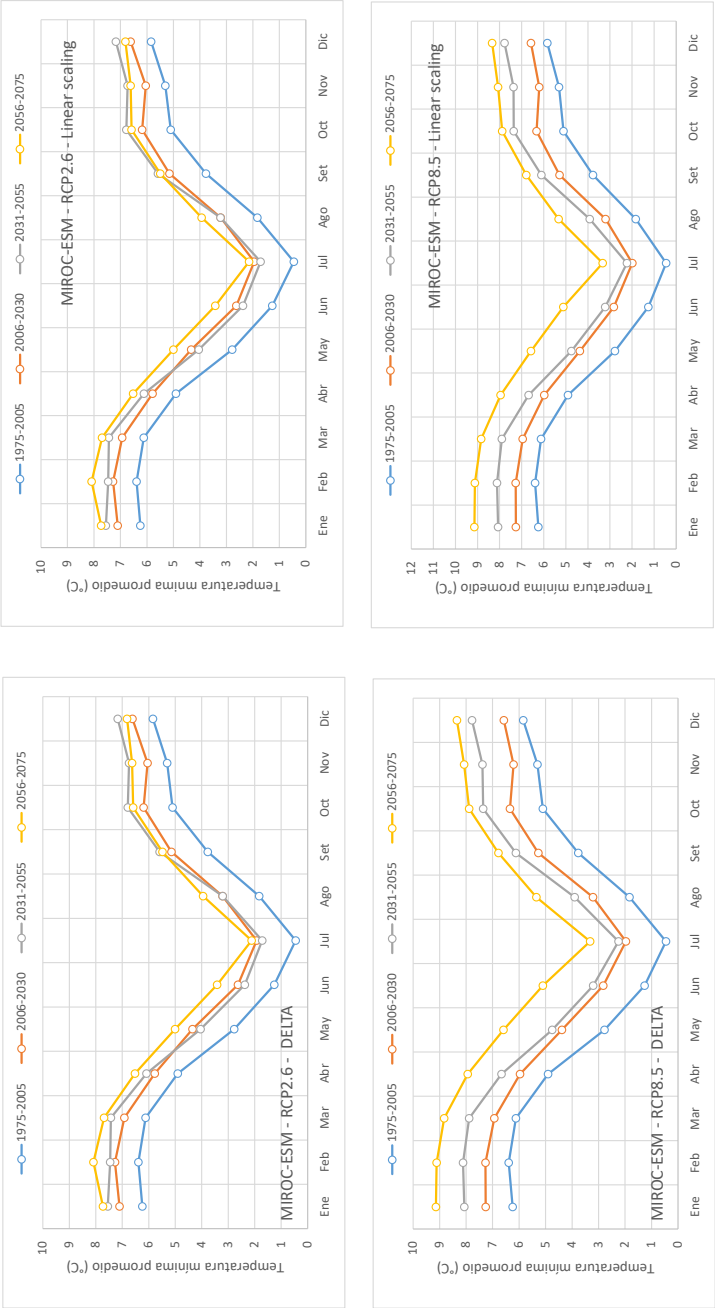 1975-2005 2006-2030 2031-2055 2056-2075
Temperatura mínima promedio (°C)
10
9
8
7
6
5
4
3
2
1
0
MIROC-ESM - RCP2.6 - DELTA
Ene Feb Mar Abr May Jun Jul Ago Set Oct Nov Dic
1975-2005 2006-2030 2031-2055 2056-2075
Temperatura mnima promedio (°C)
10
9
8
7
6
5
4
3
2
1
0
MIROC-ESM - RCP2.6 - Linear scaling
Ene Feb Mar Abr May Jun Jul Ago Set Oct Nov Dic
1975-2005 2006-2030 2031-2055 2056-2075
Temperatura mínima promedio (°C)
10
9
8
7
6
5
4
3
2
1
0
MIROC-ESM - RCP8.5 - DELTA
Ene Feb Mar Abr May Jun Jul Ago Set Oct Nov Dic
1975-2005 2006-2030 2031-2055 2056-2075
Temperatura mínima promedio (°C)
12
11
10
9
8
7
6
5
4
3
2
1
0
MIROC-ESM - RCP8.5 - Linear scaling
Ene Feb Mar Abr May Jun Jul Ago Set Oct Nov Dic